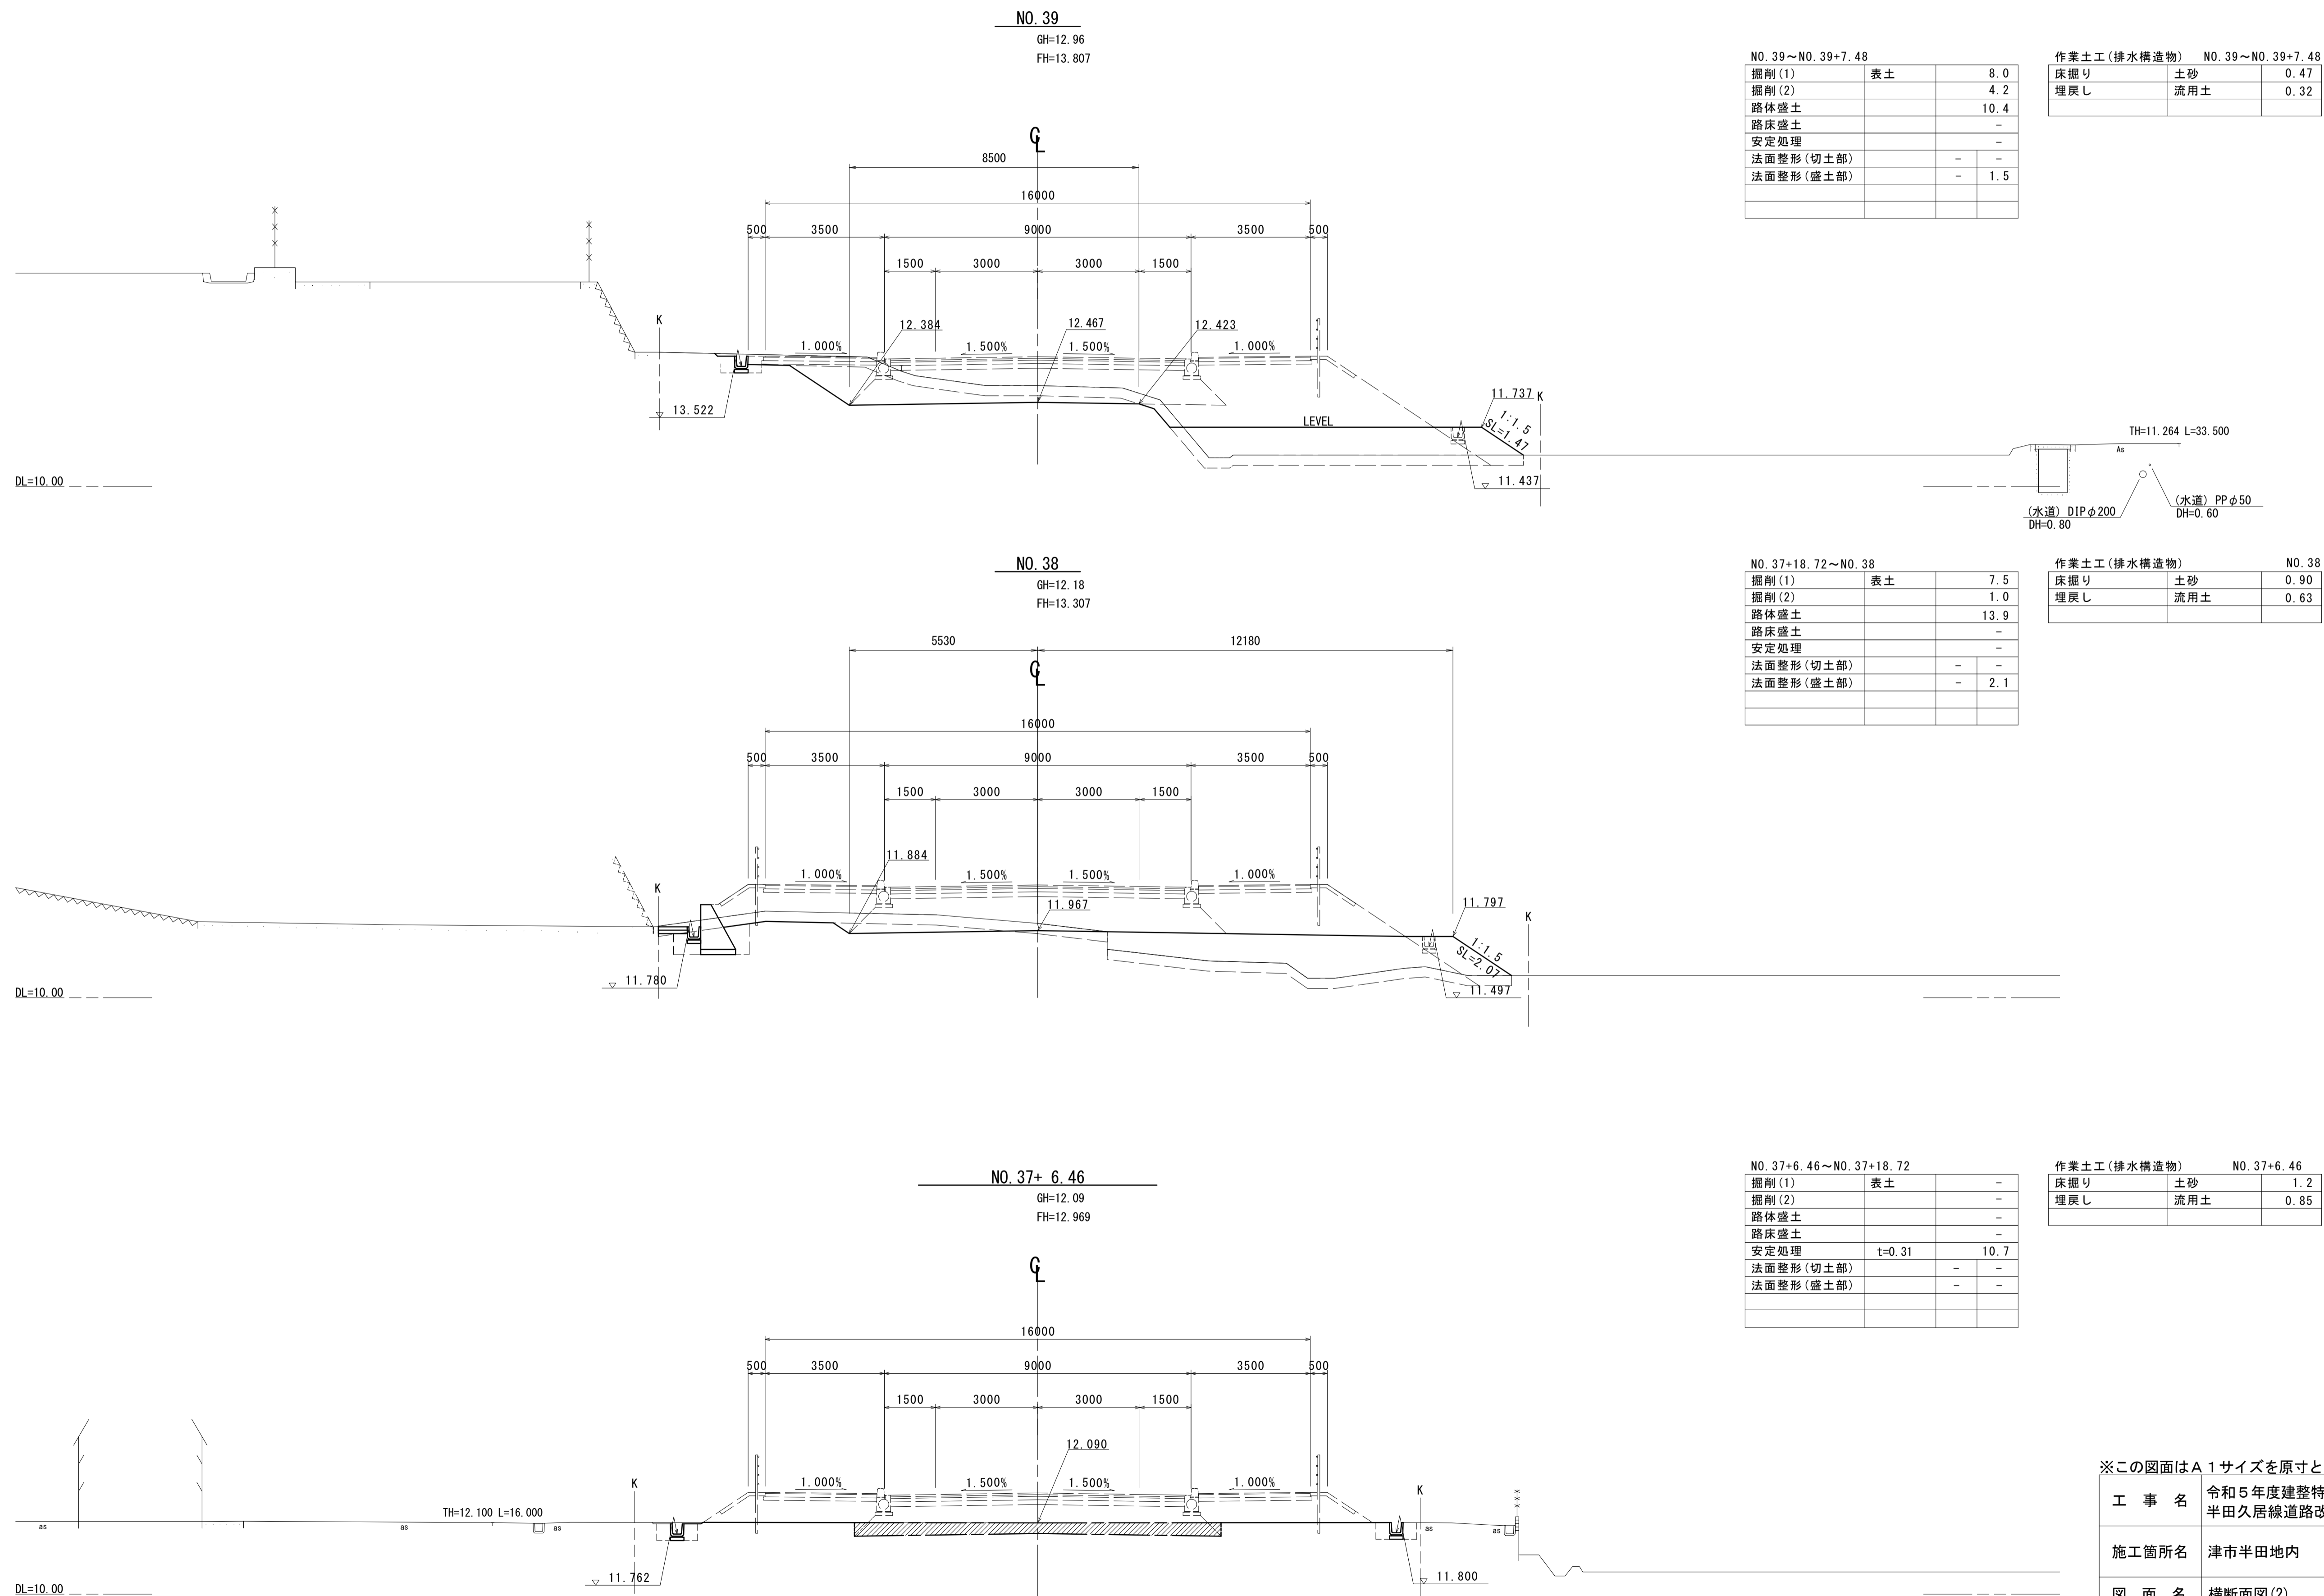 NO. 39
GH=12. 96
FH=13. 807
C
L
8500
16000
500 3500 9000 3500 500
1500 3000 3000 1500
K
12. 384
12. 467
12. 423
1. 000% 1. 500% 1. 500% 1. 000%
13. 522
LEVEL
11. 737
K
1:1. 5
SL=1. 47
11. 437
DL=10. 00
TH=11. 264 L=33. 500
As
(水道) PPφ50
DH=0. 60
(水道) DIPφ200
DH=0. 80
NO. 39～NO. 39+7. 48
掘削(1) 表土 8. 0
掘削(2) 4. 2
路体盛土 10. 4
路床盛土 -
安定処理 -
法面整形(切土部) - -
法面整形(盛土部) - 1. 5
作業土工(排水構造物) NO. 39～NO. 39+7. 48
床掘り 土砂 0. 47
埋戻し 流用土 0. 32
NO. 38
GH=12. 18
FH=13. 307
5530 12180
C
L
16000
500 3500 9000 3500 500
1500 3000 3000 1500
11. 884
1. 000% 1. 500% 1. 500% 1. 000%
K
11. 967
11. 797
K
1:1. 5
SL=2. 07
11. 780
11. 497
DL=10. 00
NO. 37+18. 72～NO. 38
掘削(1) 表土 7. 5
掘削(2) 1. 0
路体盛土 13. 9
路床盛土 -
安定処理 -
法面整形(切土部) - -
法面整形(盛土部) - 2. 1
作業土工(排水構造物) NO. 38
床掘り 土砂 0. 90
埋戻し 流用土 0. 63
NO. 37+ 6. 46
GH=12. 09
FH=12. 969
C
L
16000
500 3500 9000 3500 500
1500 3000 3000 1500
12. 090
1. 000% 1. 500% 1. 500% 1. 000%
K
K
TH=12. 100 L=16. 000
as as as as as
11. 762
11. 800
DL=10. 00
NO. 37+6. 46～NO. 37+18. 72
掘削(1) 表土 -
掘削(2) -
路体盛土 -
路床盛土 -
安定処理 t=0. 31 10. 7
法面整形(切土部) - -
法面整形(盛土部) - -
作業土工(排水構造物) NO. 37+6. 46
床掘り 土砂 1. 2
埋戻し 流用土 0. 85
※この図面はA1サイズを原寸と
工 事 名 令和５年度建整特
半田久居線道路改
施工箇所名 津市半田地内
図 面 名 横断面図(2)